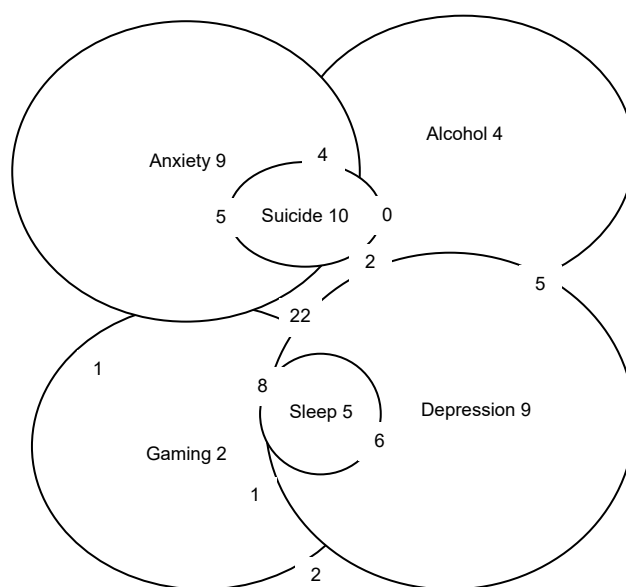 Alcohol 4
4
Anxiety 9
5
Suicide 10
0
2
5
22
1
8
Sleep 5
Depression 9
6
Gaming 2
1
2